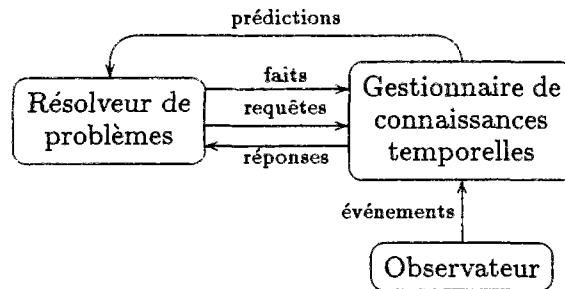 prédictions
Résolveur de
problèmes
faits
requêtes
réponses
Gestionnaire de
connaissances
temporelles
événements
Observateur